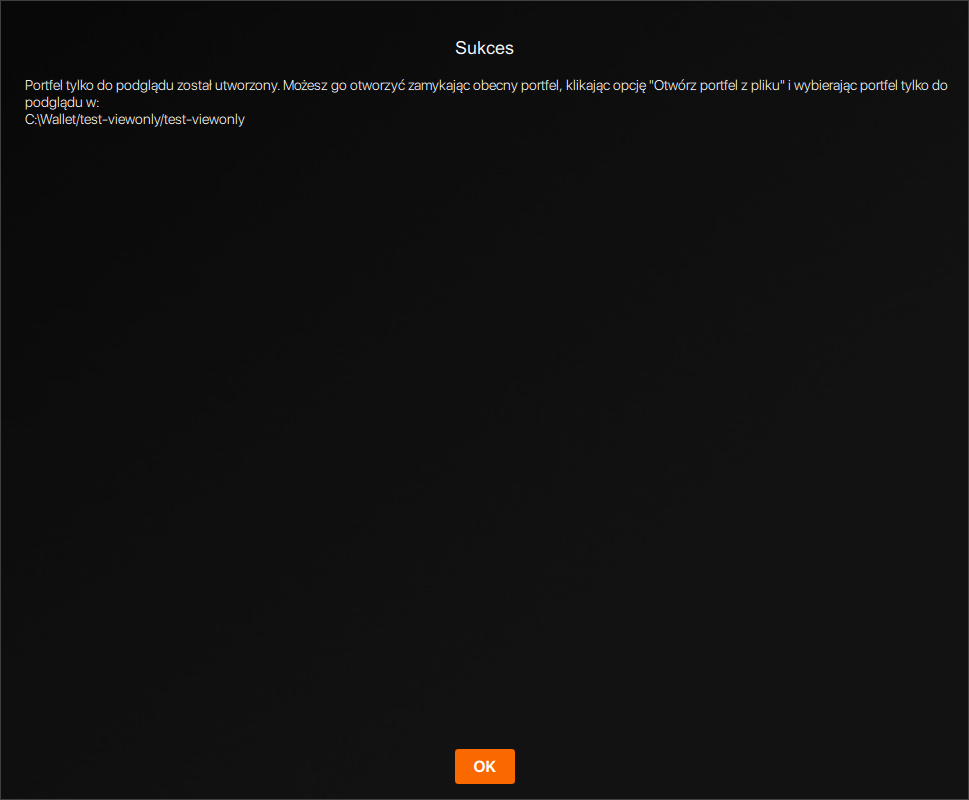 Sukces
Portfel tylko do podglądu został utworzony. Możesz go otworzyć zamykając obecny portfel, klikając opcję "Otwórz portfel z pliku" i wybierając portfel tylko do
podglądu w:
C:\Wallet/test-viewonly/test-viewonly
OK